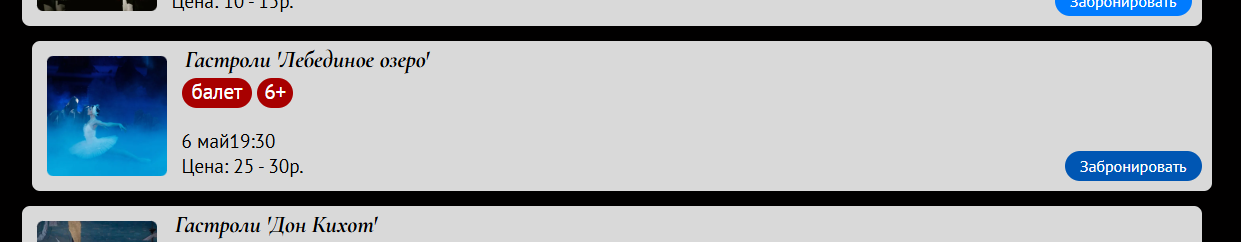 Цена: 10 - 15р.
Забронировать
Гастроли 'Лебединое озеро'
балет 6+
6 май19:30
Цена: 25 - 30р.
Забронировать
Гастроли 'Дон Кихот'